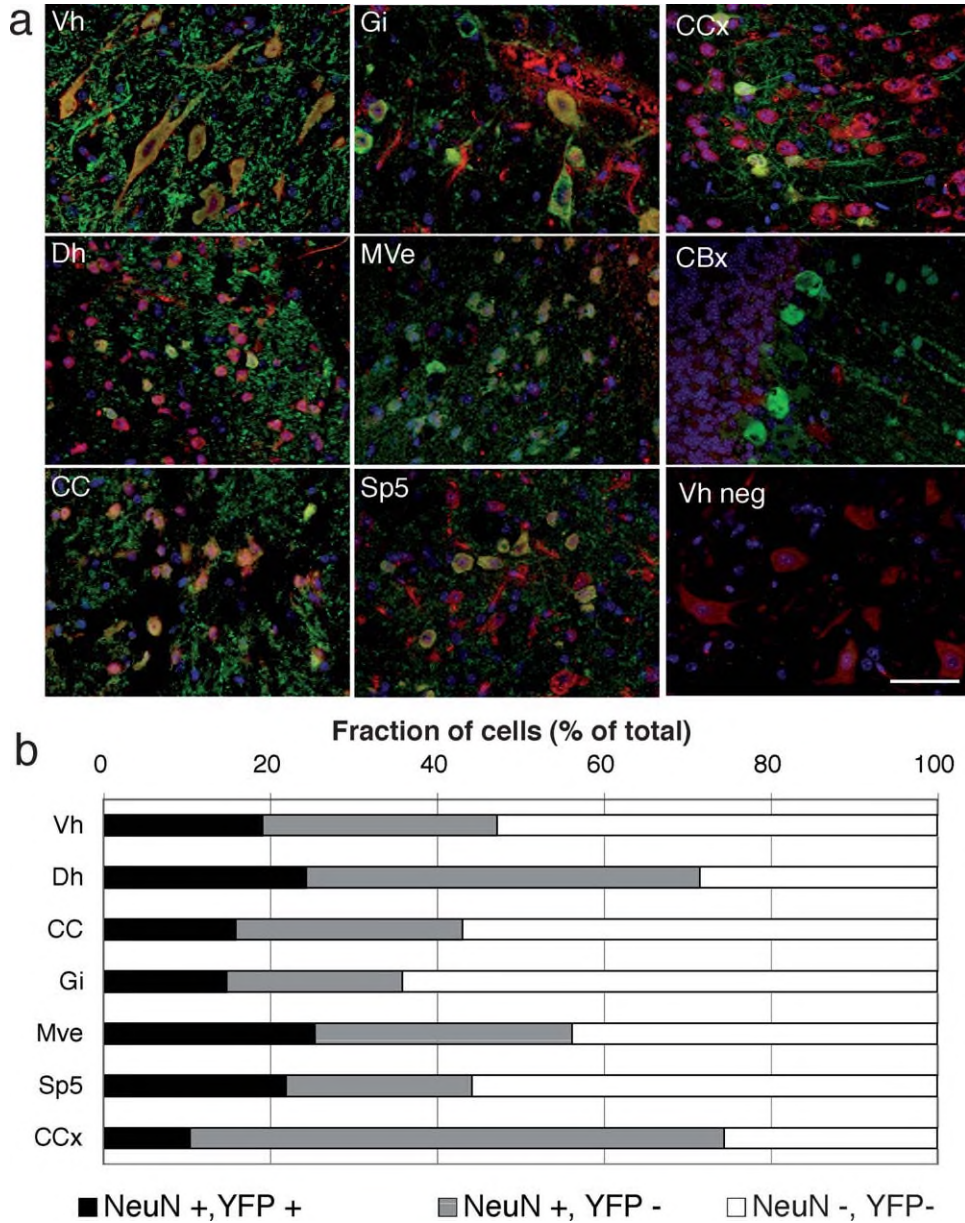 a
Vh Gi CCx
Dh MVe CBx
CC Sp5 Vh neg
b
Fraction of cells (% of total)
0 20 40 60 80 100
Vh
Dh
CC
Gi
Mve
Sp5
CCx
NeuN +,YFP + NeuN +, YFP - NeuN -, YFP-